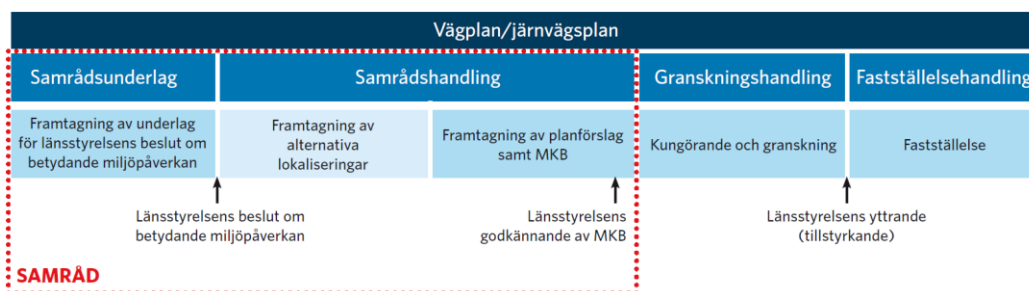 Vägplan/järnvägsplan
Samrådsunderlag
Samrådshandling
Granskningshandling
Fastställelsehandling
Framtagning av underlag
för länsstyrelsens beslut om
betydande miljöpåverkan
Framtagning av
alternativa
lokaliseringar
Framtagning av planförslag
samt MKB
Kungörande och granskning
Fastställelse
Länsstyrelsens beslut om
betydande miljöpåverkan
Länsstyrelsens
godkännande av MKB
Länsstyrelsens yttrande
(tillstyrkande)
SAMRÅD